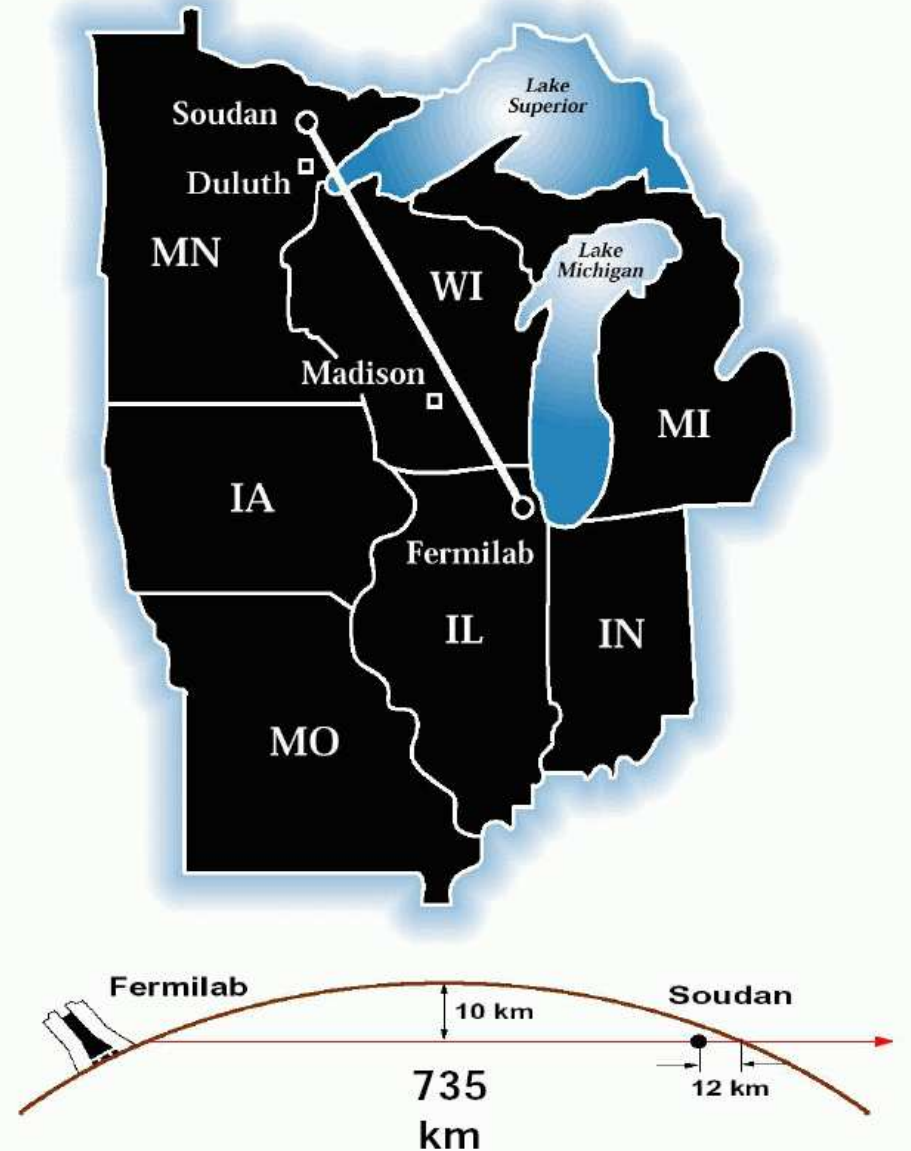 Lake
Superior
Soudan
Duluth
MN
Lake
Michigan
WI
Madison
MI
IA
Fermilab
IL
IN
MO
Fermilab
Soudan
10 km
735
km
12 km